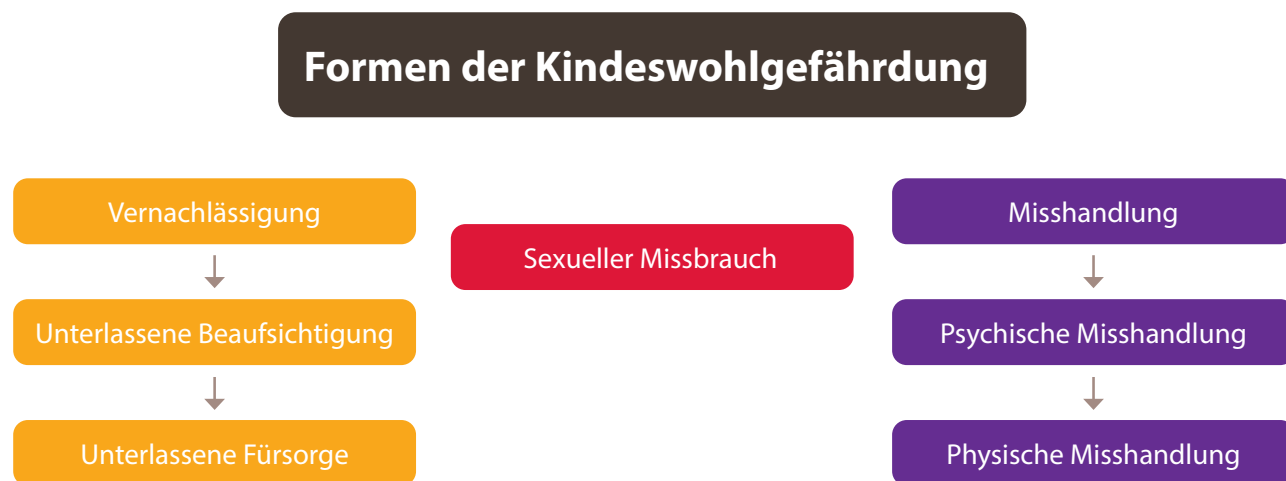 Formen der Kindeswohlgefährdung
Vernachlässigung
Unterlassene Beaufsichtigung
Unterlassene Fürsorge
Sexueller Missbrauch
Misshandlung
Psychische Misshandlung
Physische Misshandlung